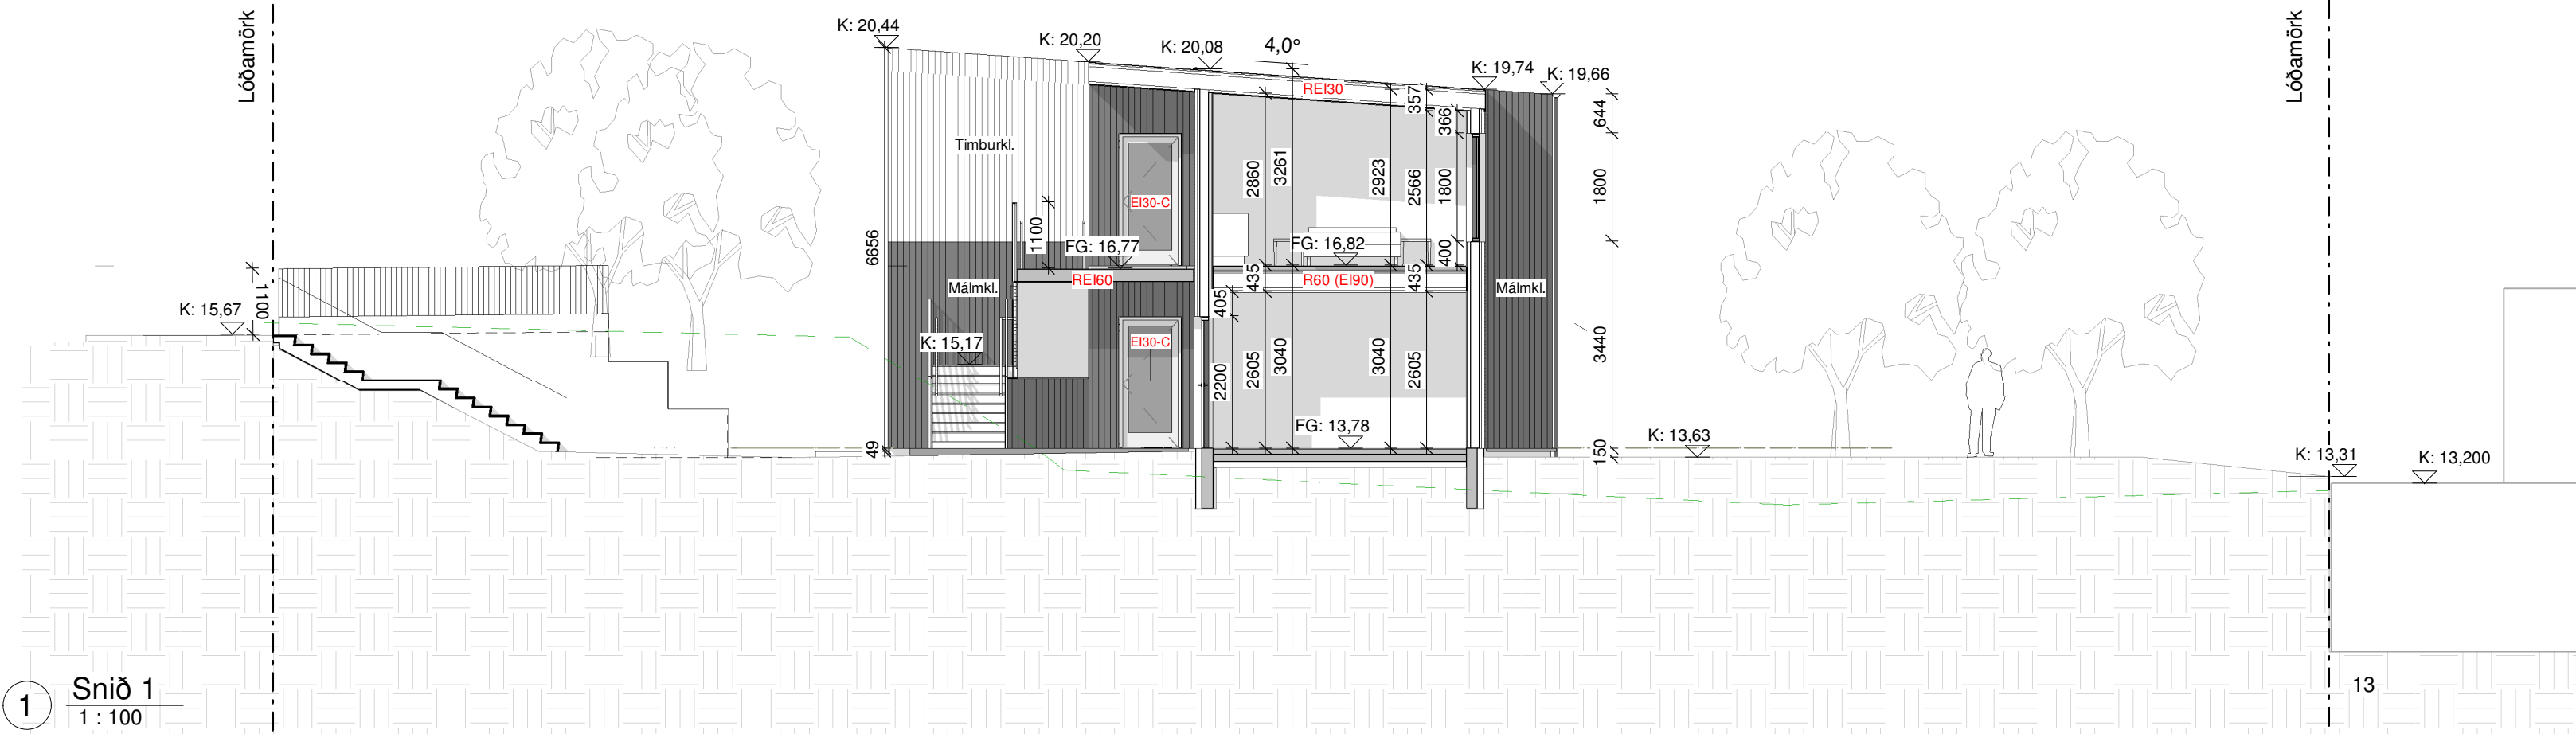 Lóðamörk
K: 20,44
K: 20,20
K: 20,08
4,0°
K: 19,74
K: 19,66
Lóðamörk
REI30
357
366
644
Timburkl.
EI30-C
2860
3261
2923
2566
1800
1800
6656
1100
FG: 16,77
FG: 16,82
400
1100
REI60
435
R60 (EI90)
435
Málmkl.
Málmkl.
405
K: 15,67
K: 15,17
EI30-C
2200
2605
3040
3040
2605
3440
FG: 13,78
49
K: 13,63
150
K: 13,31
K: 13,200
1
Snið 1
1 : 100
13